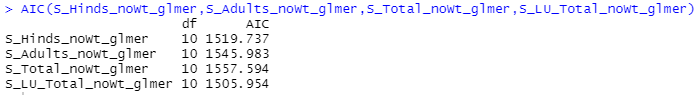 > AIC(S_Hinds_noWt_glmer,S_Adults_noWt_glmer,S_Total_noWt_glmer,S_LU_Total_noWt_glmer)
df AIC
S_Hinds_noWt_glmer 10 1519.737
S_Adults_noWt_glmer 10 1545.983
S_Total_noWt_glmer 10 1557.594
S_LU_Total_noWt_glmer 10 1505.954